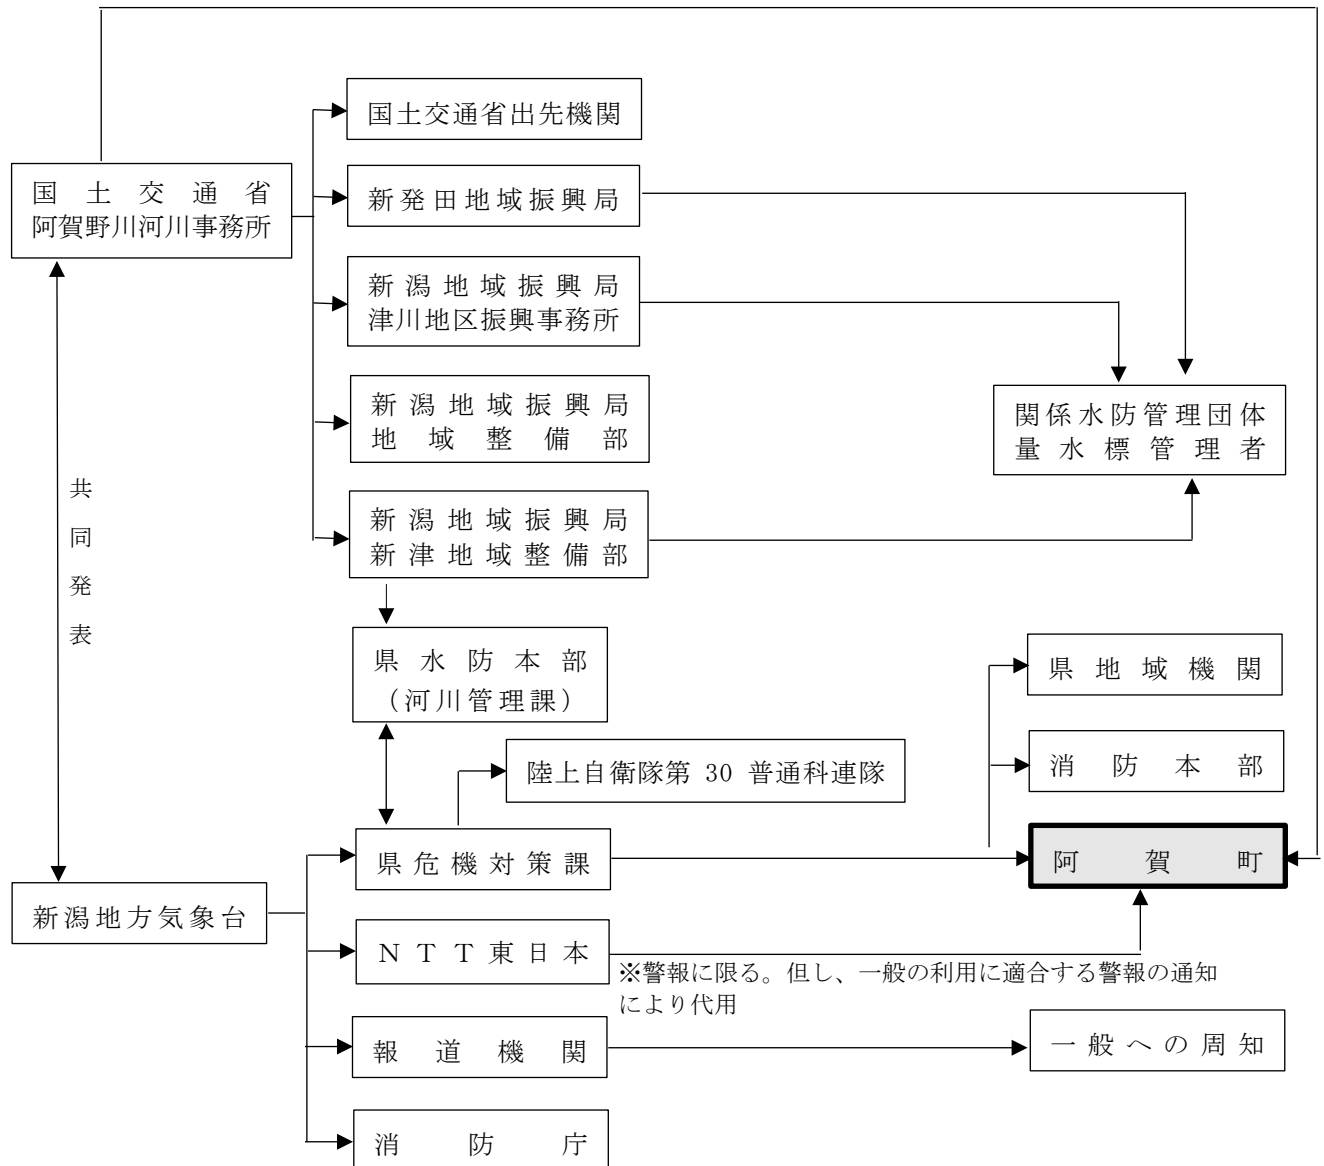 国土交通省出先機関
国土交通省
阿賀野川河川事務所
新発田地域振興局
新潟地域振興局
津川地区振興事務所
新潟地域振興局
地域整備部
関係水防管理団体
量水標管理者
共同発表
新潟地域振興局
新津地域整備部
県水防本部
（河川管理課）
県地域機関
陸上自衛隊第 30 普通科連隊
消防本部
県危機対策課
阿賀町
新潟地方気象台
ＮＴＴ東日本
※警報に限る。但し、一般の利用に適合する警報の通知
により代用
報道機関
一般への周知
消防庁